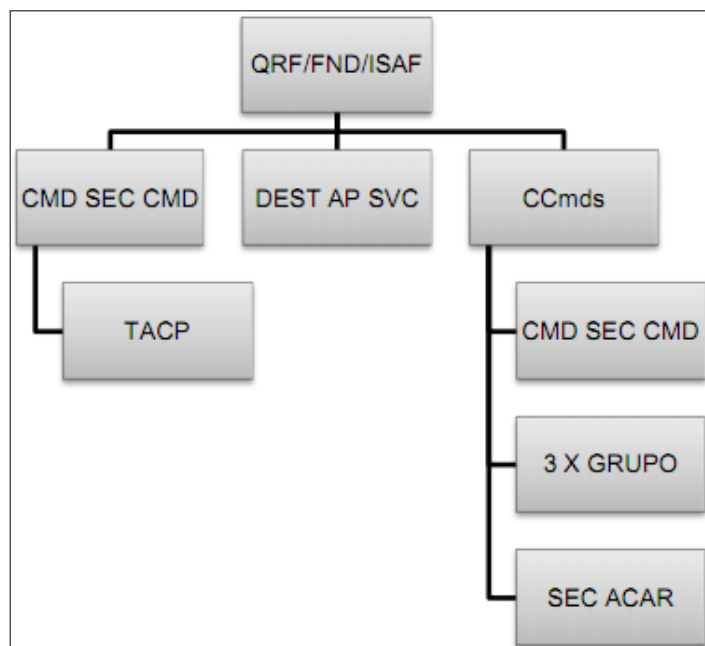 QRF/FND/ISAF
CMD SEC CMD
DEST AP SVC
CCmds
TACP
CMD SEC CMD
3 X GRUPO
SEC ACAR